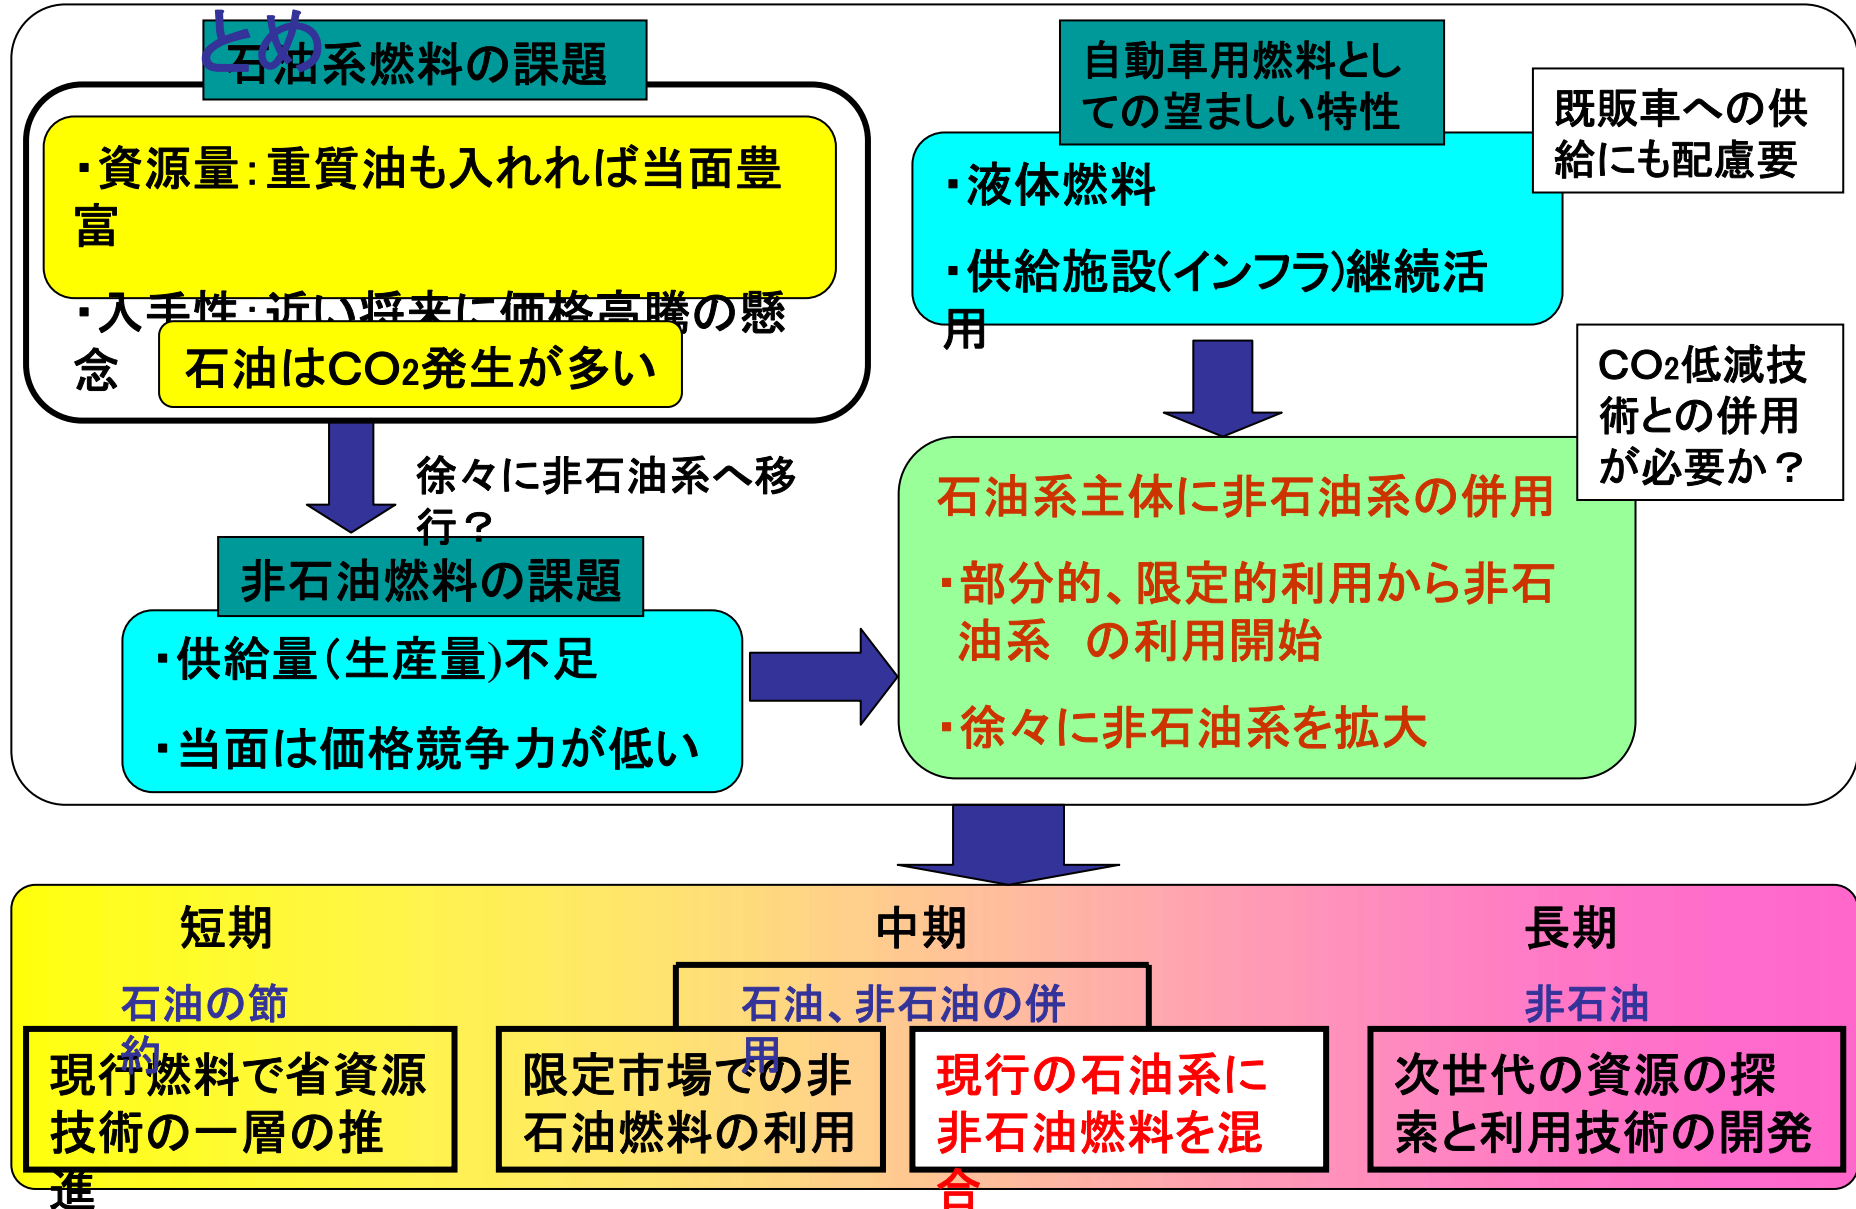 とめ
石油系燃料の課題
・資源量：重質油も入れれば当面豊
富
・入手性：近い将来に価格高騰の懸
念
石油はCO₂発生が多い
自動車用燃料とし
ての望ましい特性
既販車への供
給にも配慮要
・液体燃料
・供給施設(インフラ)継続活
用
CO₂低減技
術との併用
が必要か？
徐々に非石油系へ移
行？
非石油燃料の課題
・供給量（生産量)不足
・当面は価格競争力が低い
石油系主体に非石油系の併用
・部分的、限定的利用から非石
油系　の利用開始
・徐々に非石油系を拡大
短期
中期
長期
石油の節
約
石油、非石油の併
用
非石油
現行燃料で省資源
技術の一層の推
進
限定市場での非
石油燃料の利用
現行の石油系に
非石油燃料を混
合
次世代の資源の探
索と利用技術の開発